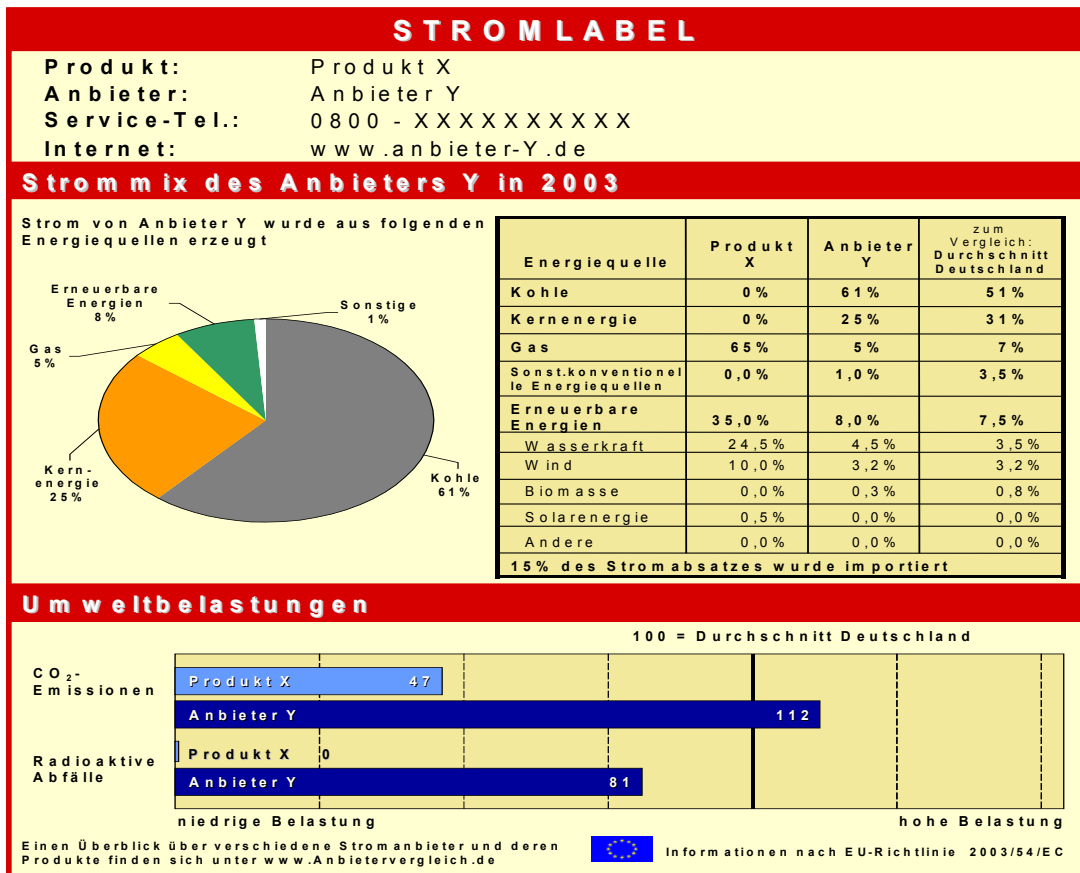 STROMLABEL
Produkt: Produkt X
Anbieter: Anbieter Y
Service-Tel.: 0800 - XXXXXXXXXX
Internet: www.anbieter-Y.de
Strommix des Anbieters Y in 2003
Strom von Anbieter Y wurde aus folgenden
Energiequellen erzeugt
Erneuerbare
Energien
8%
Sonstige
1%
Gas
5%
Kern-
energie
25%
Kohle
61%
Energiequelle
Produkt
X
Anbieter
Y
zum
Vergleich:
Durchschnitt
Deutschland
Kohle 0% 61% 51%
Kernenergie 0% 25% 31%
Gas 65% 5% 7%
Sonst.konventionel
le Energiequellen
0,0% 1,0% 3,5%
Erneuerbare
Energien
35,0% 8,0% 7,5%
Wasserkraft 24,5% 4,5% 3,5%
Wind 10,0% 3,2% 3,2%
Biomasse 0,0% 0,3% 0,8%
Solarenergie 0,5% 0,0% 0,0%
Andere 0,0% 0,0% 0,0%
15% des Stromabsatzes wurde importiert
Umweltbelastungen
100 = Durchschnitt Deutschland
CO₂-
Emissionen
Produkt X 47
Anbieter Y 112
Radioaktive
Abfälle
Produkt X 0
Anbieter Y 81
niedrige Belastung hohe Belastung
Einen Überblick über verschiedene Stromanbieter und deren
Produkte finden sich unter www.Anbietervergleich.de
Informationen nach EU-Richtlinie 2003/54/EC